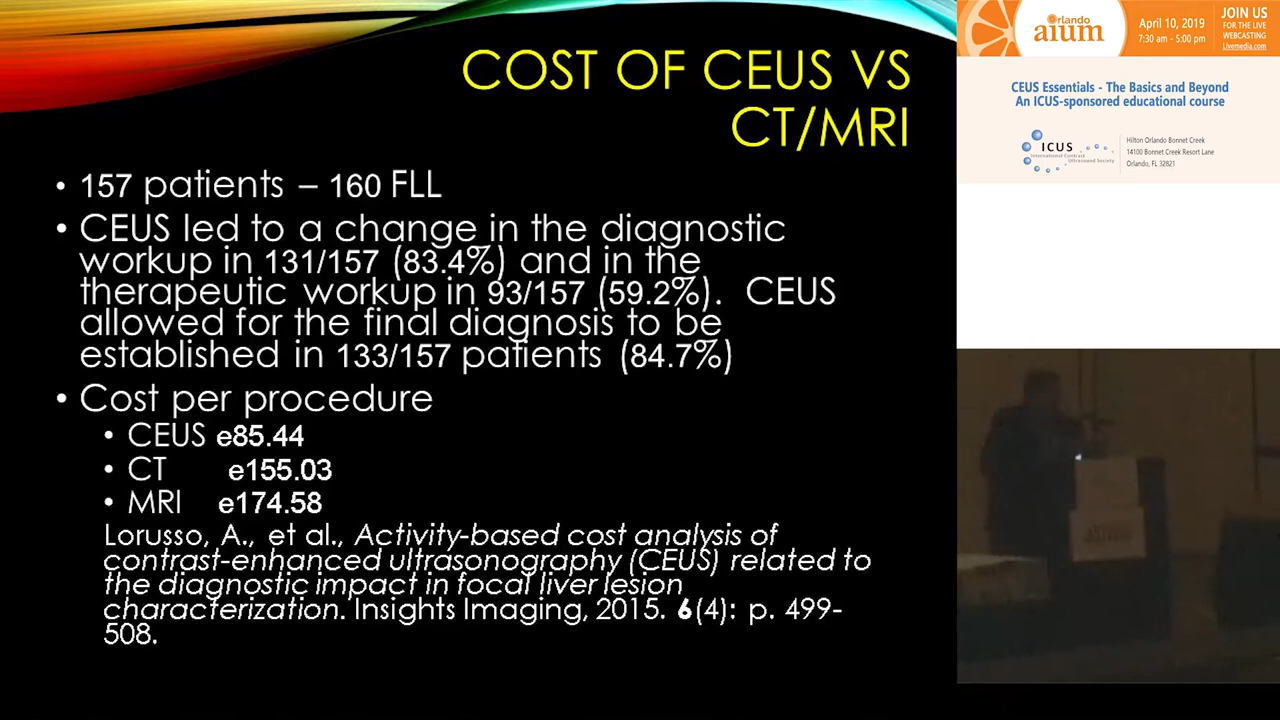 COST OF CEUS VS
CT/MRI
• 157 patients – 160 FLL
• CEUS led to a change in the diagnostic
workup in 131/157 (83.4%) and in the
therapeutic workup in 93/157 (59.2%). CEUS
allowed for the final diagnosis to be
established in 133/157 patients (84.7%)
• Cost per procedure
• CEUS e85.44
• CT e155.03
• MRI e174.58
Lorusso, A., et al., Activity-based cost analysis of
contrast-enhanced ultrasonography (CEUS) related to
the diagnostic impact in focal liver lesion
characterization. Insights Imaging, 2015. 6(4): p. 499-
508.
Orlando
aium
April 10, 2019
7:30 am - 5:00 pm
JOIN US
FOR THE LIVE
WEBCASTING
Livemedia.com
CEUS Essentials - The Basics and Beyond
An ICUS-sponsored educational course
ICUS
International Contrast
Ultrasound Society
Hilton Orlando Bonnet Creek
14100 Bonnet Creek Resort Lane
Orlando, FL 32821